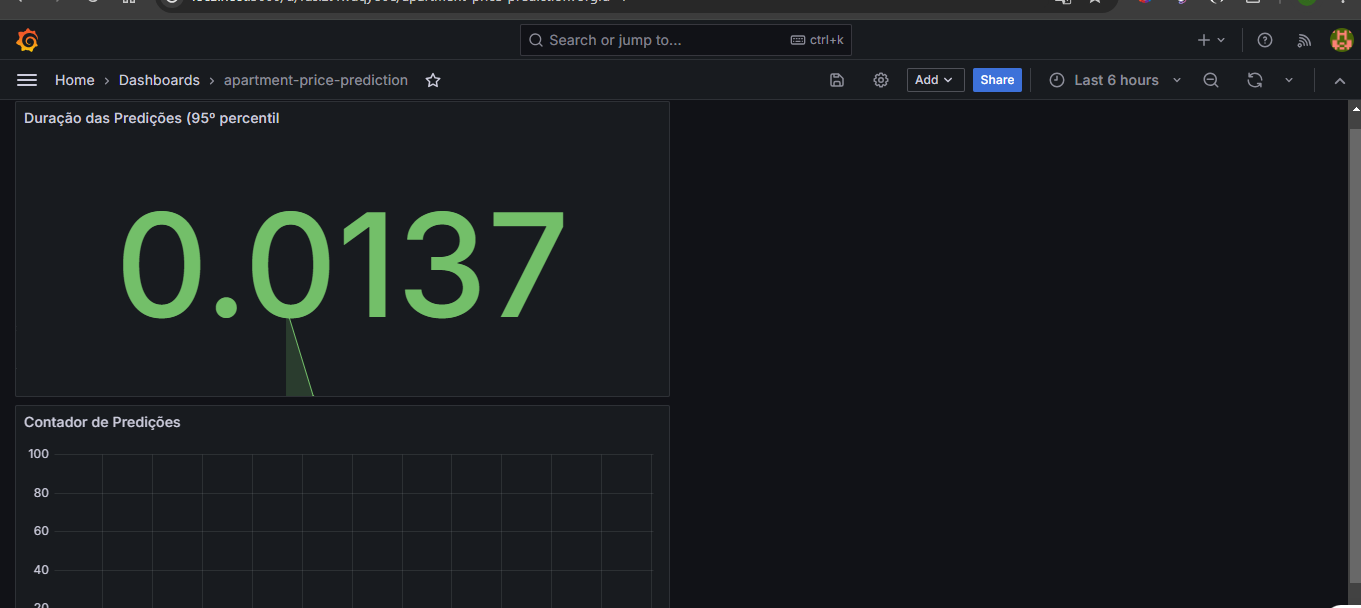 Search or jump to...
ctrl+k
Home › Dashboards › apartment-price-prediction
Add
Share
Last 6 hours
Duração das Predições (95º percentil
0.0137
Contador de Predições
100
80
60
40
20